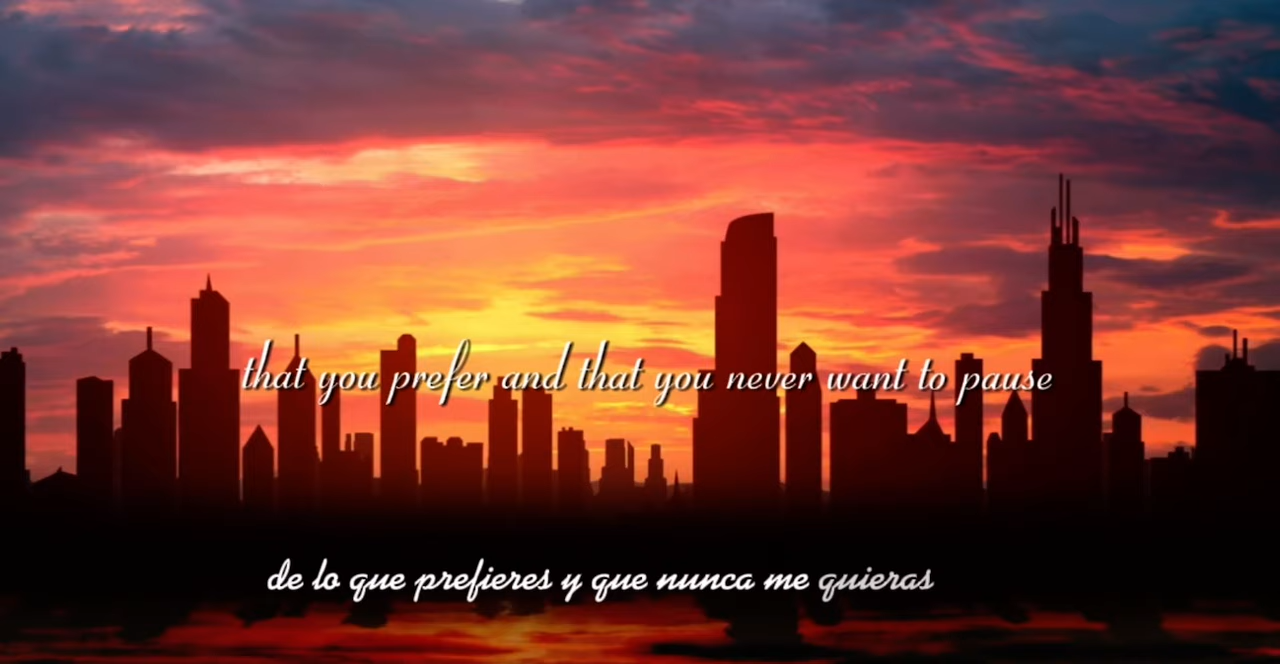 that you prefer and that you never want to pause
de lo que prefieres y que nunca me quieras